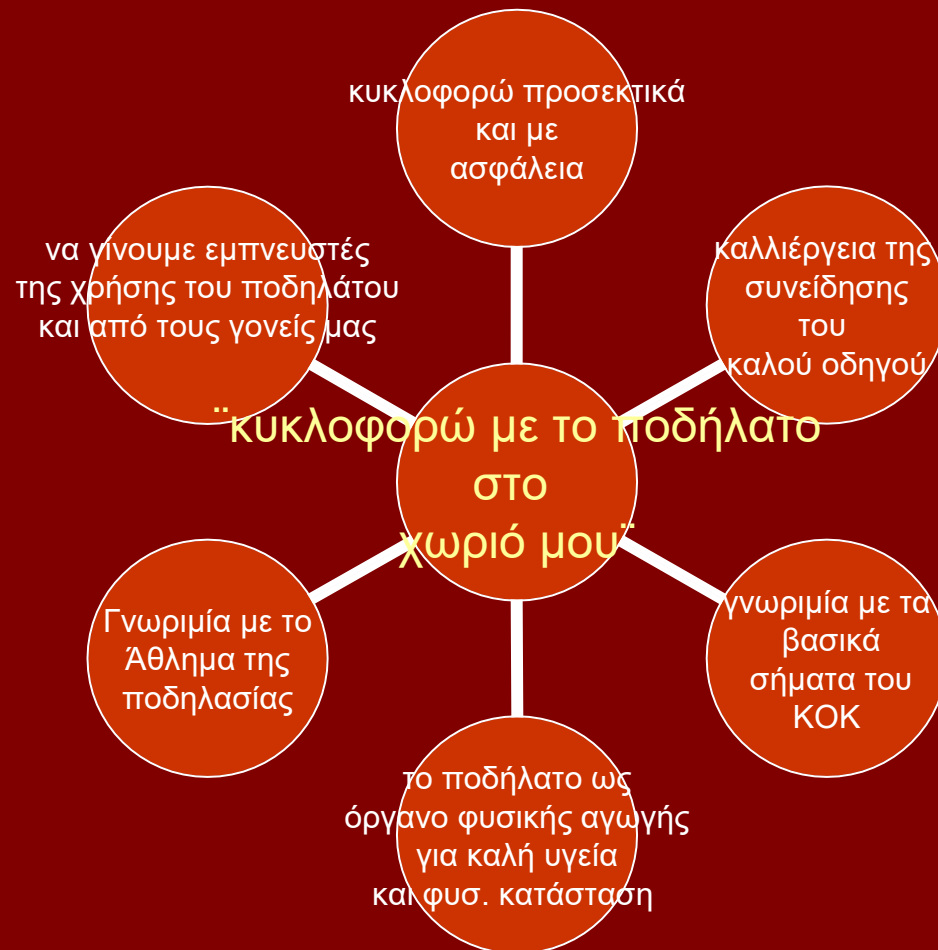 κυκλοφορώ προσεκτικά
και με
ασφάλεια
καλλιέργεια της
συνείδησης
του
καλού οδηγού
γνωριμία με τα
βασικά
σήματα του
ΚΟΚ
το ποδήλατο ως
όργανο φυσικής αγωγής
για καλή υγεία
και φυσ. κατάσταση
Γνωριμία με το
Άθλημα της
ποδηλασίας
να γίνουμε εμπνευστές
της χρήσης του ποδηλάτου
και από τους γονείς μας
¨κυκλοφορώ με το ποδήλατο
στο
χωριό μου¨